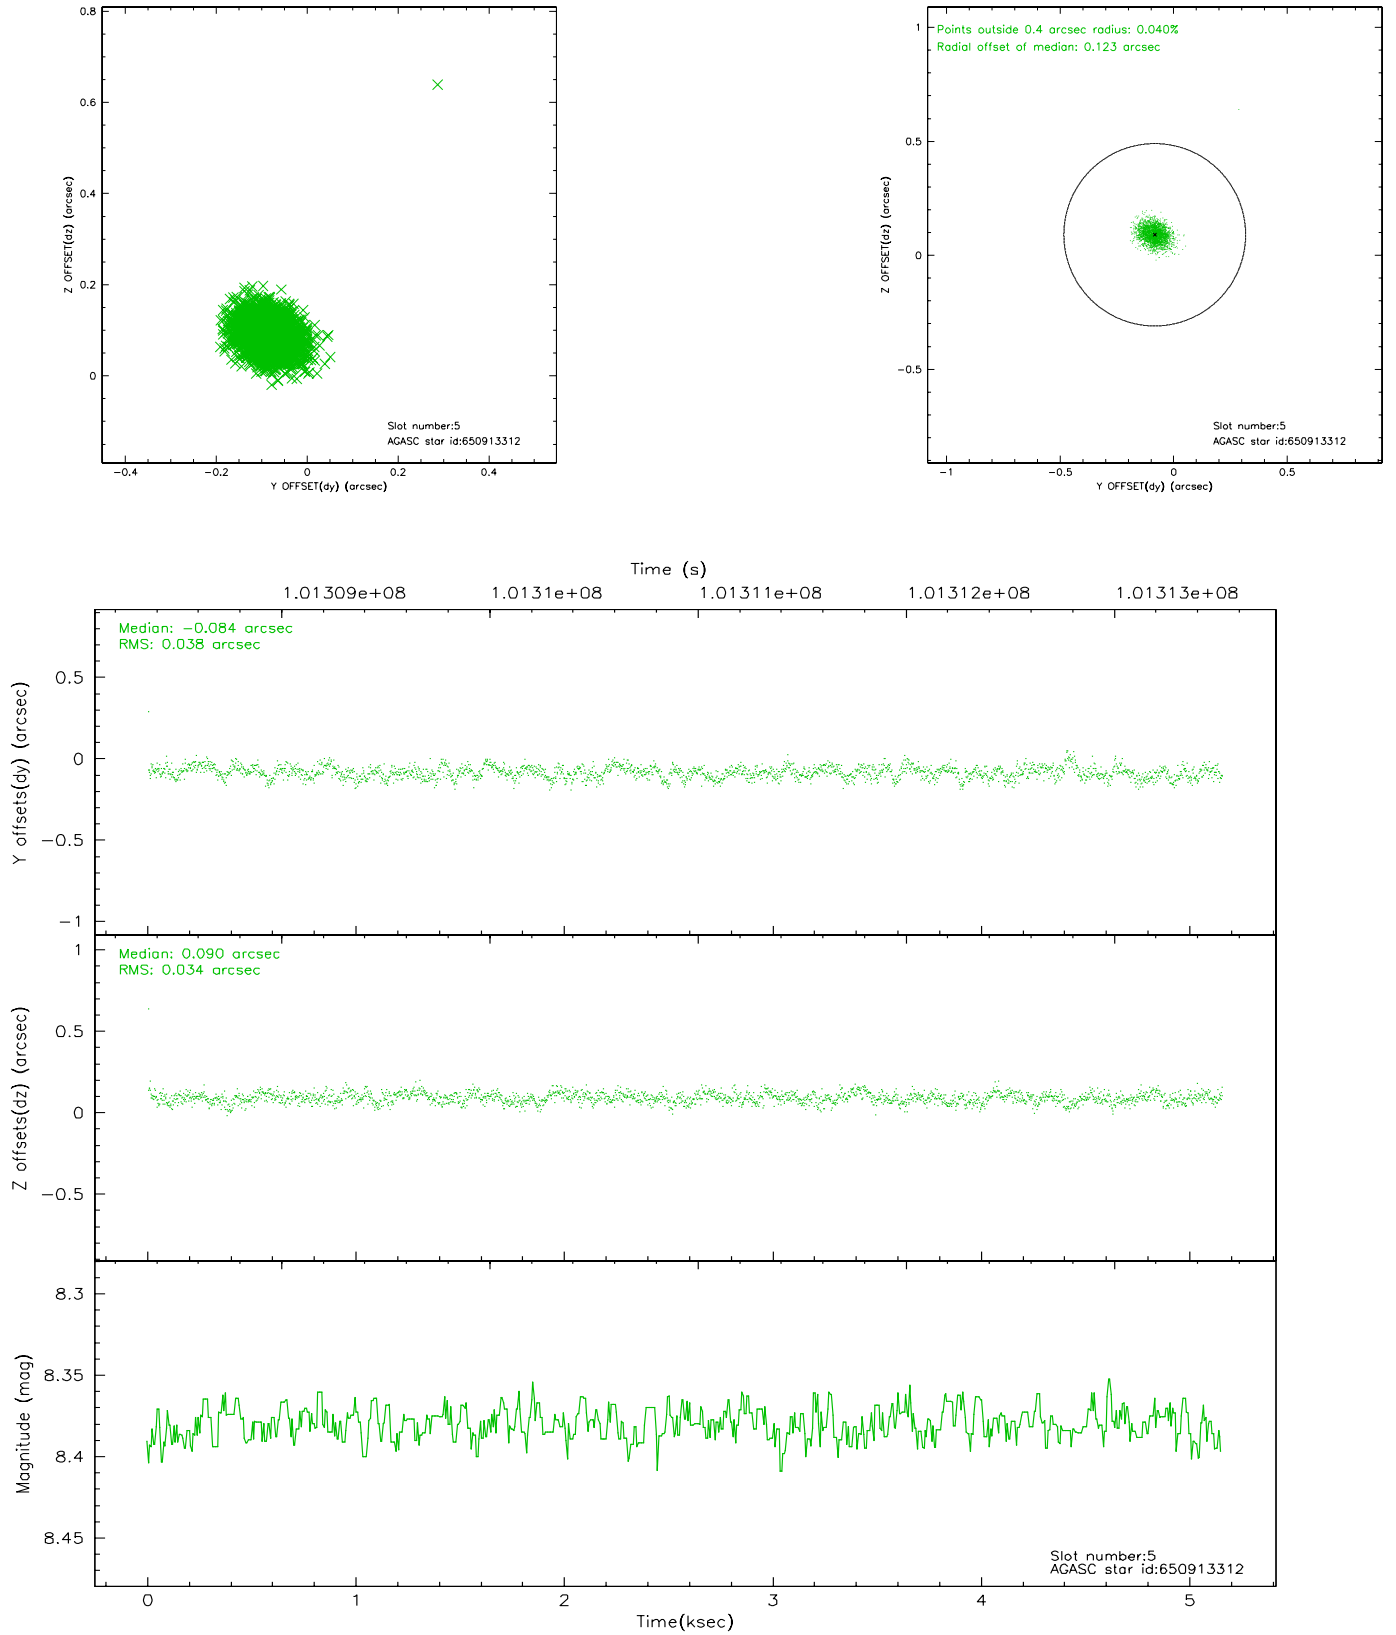 0.8
0.6
0.4
0.2
0
Z OFFSET(dz) (arcsec)
Slot number:5
AGASC star id:650913312
−0.4 −0.2 0 0.2 0.4
Y OFFSET(dy) (arcsec)
Points outside 0.4 arcsec radius: 0.040%
Radial offset of median: 0.123 arcsec
1
0.5
0
−0.5
Z OFFSET(dz) (arcsec)
Slot number:5
AGASC star id:650913312
−1 −0.5 0 0.5
Y OFFSET(dy) (arcsec)
Time (s)
1.01309e+08 1.0131e+08 1.01311e+08 1.01312e+08 1.01313e+08
Median: −0.084 arcsec
RMS: 0.038 arcsec
0.5
0
−0.5
−1
Y offsets(dy) (arcsec)
Median: 0.090 arcsec
RMS: 0.034 arcsec
1
0.5
0
−0.5
Z offsets(dz) (arcsec)
8.3
8.35
8.4
8.45
Magnitude (mag)
Slot number:5
AGASC star id:650913312
0 1 2 3 4 5
Time(ksec)